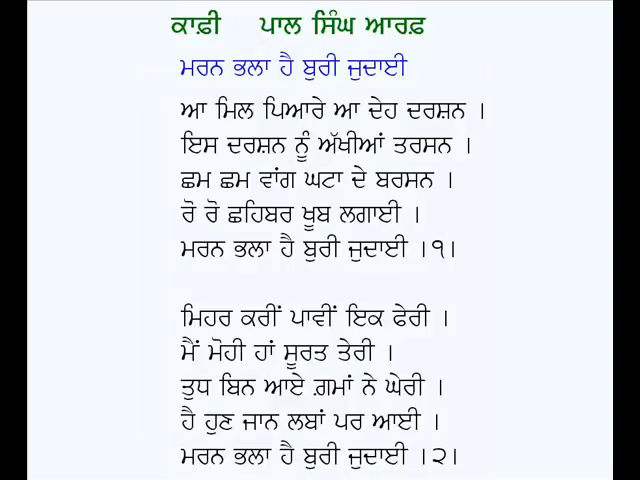 ਕਾਫ਼ੀ ਪਾਲ ਸਿੰਘ ਆਰਫ਼
ਮਰਨ ਭਲਾ ਹੈ ਬੁਰੀ ਜੁਦਾਈ
ਆ ਮਿਲ ਪਿਆਰੇ ਆ ਦੇਹ ਦਰਸ਼ਨ ।
ਇਸ ਦਰਸ਼ਨ ਨੂੰ ਅੱਖੀਆਂ ਤਰਸਨ ।
ਛਮ ਛਮ ਵਾਂਗ ਘਟਾ ਦੇ ਬਰਸਨ ।
ਰੋ ਰੋ ਛਹਿਬਰ ਖੂਬ ਲਗਾਈ ।
ਮਰਨ ਭਲਾ ਹੈ ਬੁਰੀ ਜੁਦਾਈ ।੧।
ਮਿਹਰ ਕਰੀਂ ਪਾਵੀਂ ਇਕ ਫੇਰੀ ।
ਮੈਂ ਮੋਹੀ ਹਾਂ ਸੂਰਤ ਤੇਰੀ ।
ਤੁਧ ਬਿਨ ਆਏ ਗ਼ਮਾਂ ਨੇ ਘੇਰੀ ।
ਹੈ ਹੁਣ ਜਾਨ ਲਬਾਂ ਪਰ ਆਈ ।
ਮਰਨ ਭਲਾ ਹੈ ਬੁਰੀ ਜੁਦਾਈ ।੨।